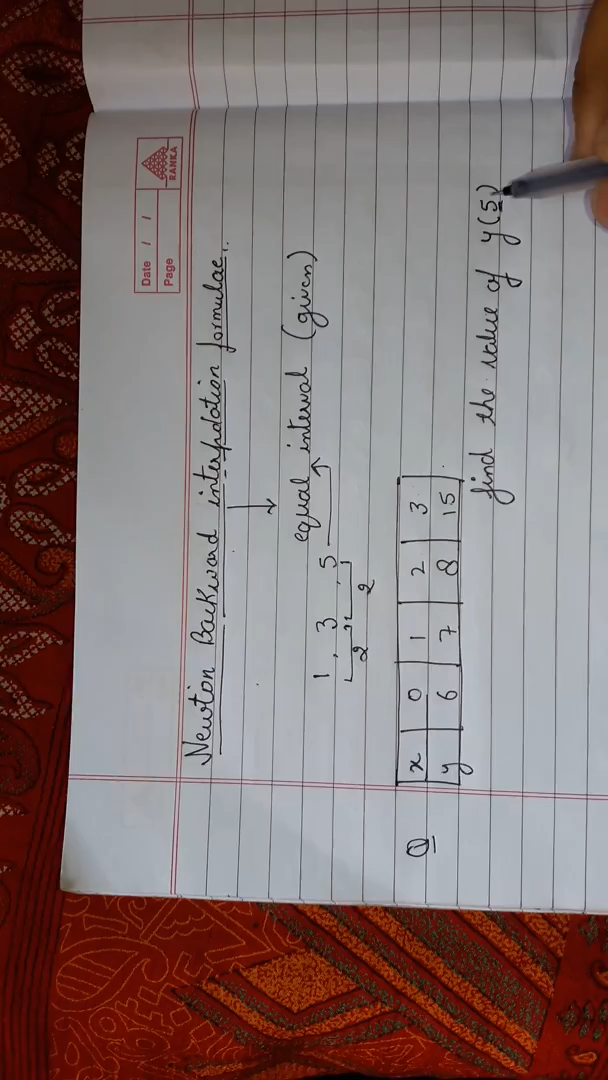 Date / /
Page
RANKA
Newton Backward interpolation formulae.
equal interval (given)
1, 3, 5
2 2
Q x 0 1 2 3
y 6 7 8 15
find the value of y(5)